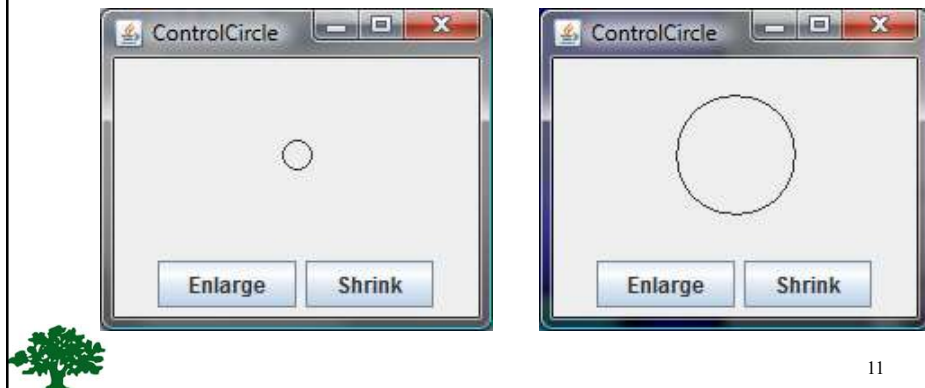 ControlCircle
Enlarge Shrink
ControlCircle
Enlarge Shrink
11